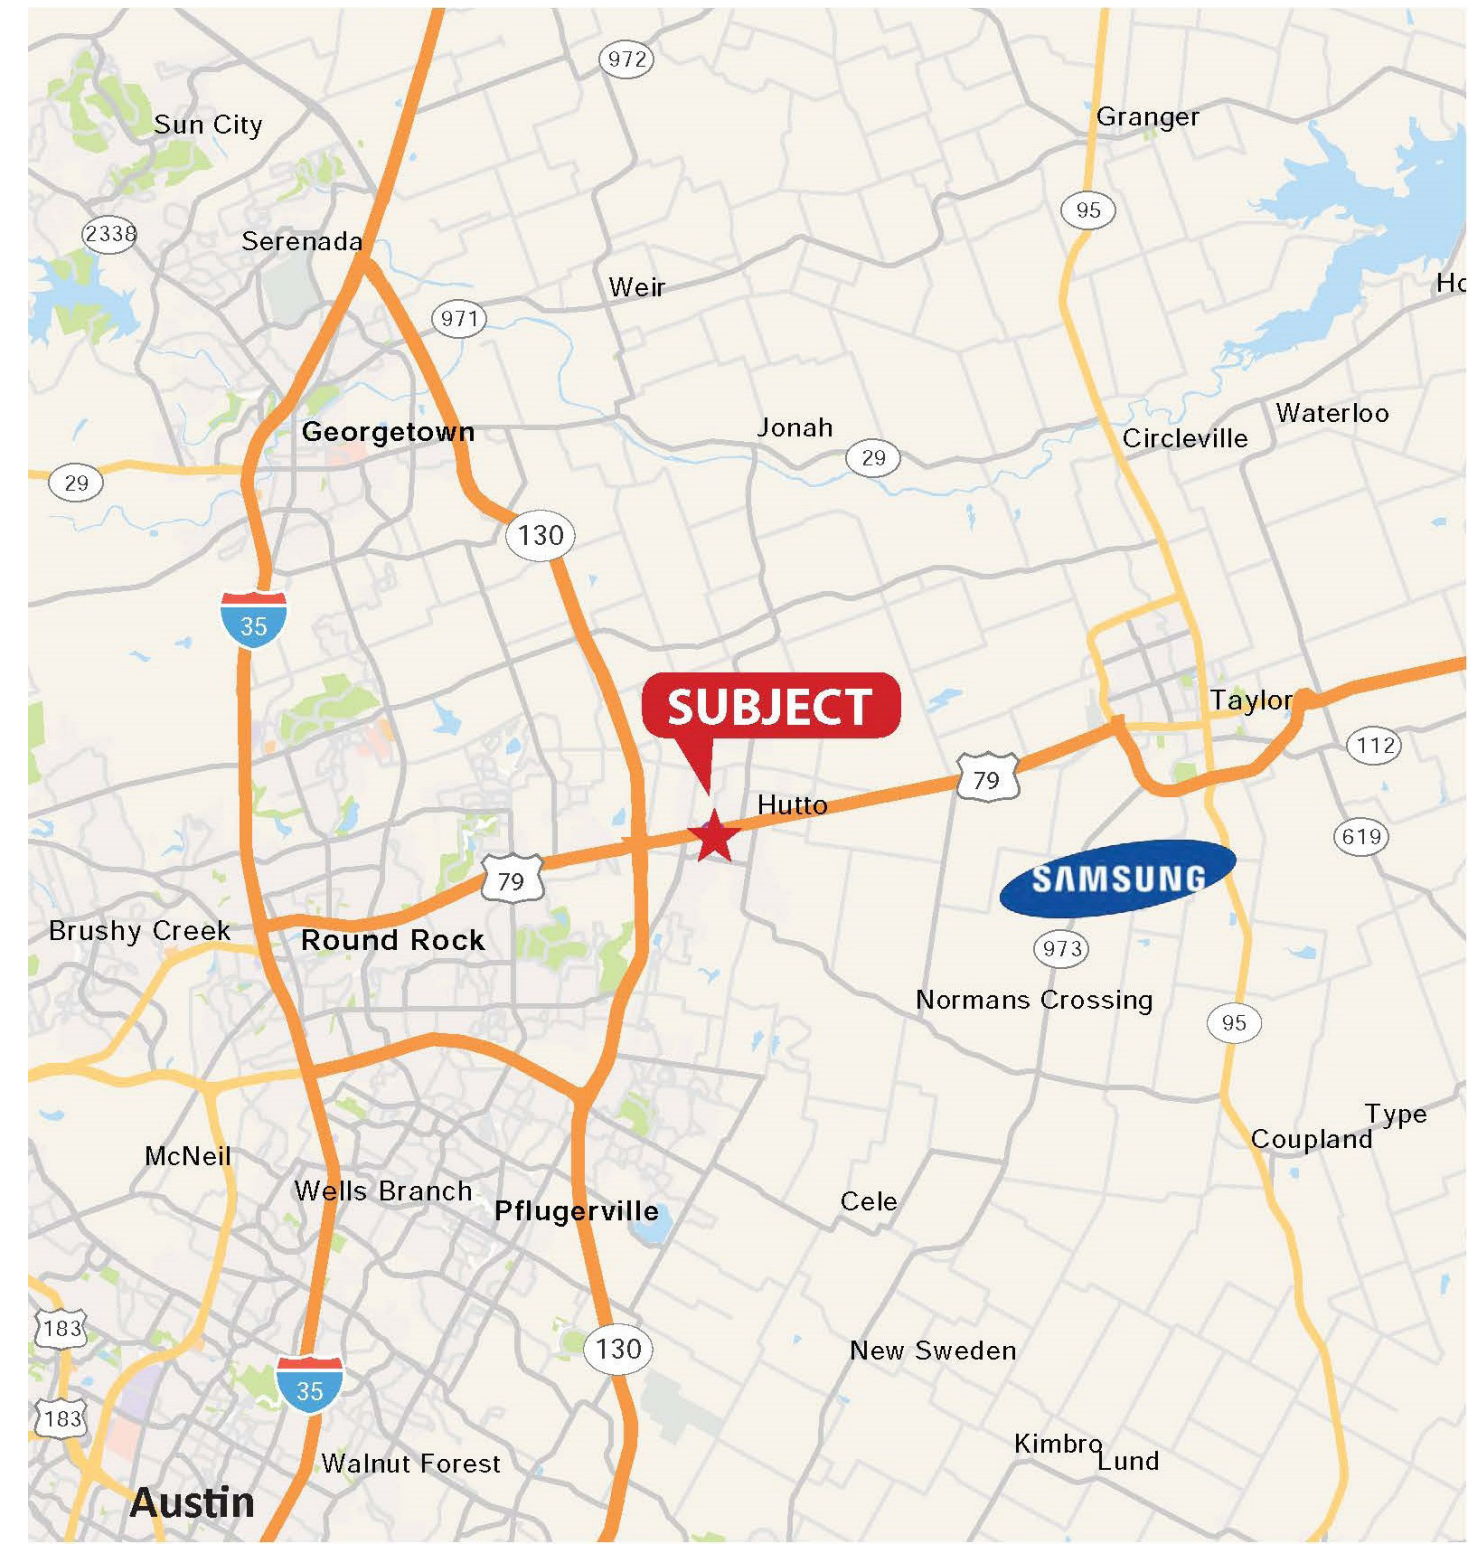 972
Granger
Sun City
95
2338
Serenada
Weir
Ho
971
Waterloo
Jonah
Georgetown
Circleville
29
29
130
35
SUBJECT
Taylor
112
79
Hutto
619
SAMSUNG
79
Brushy Creek
Round Rock
973
Normans Crossing
95
Type
Coupland
McNeil
Wells Branch
Cele
Pflugerville
183
130
New Sweden
35
183
Kimbro
Lund
Walnut Forest
Austin